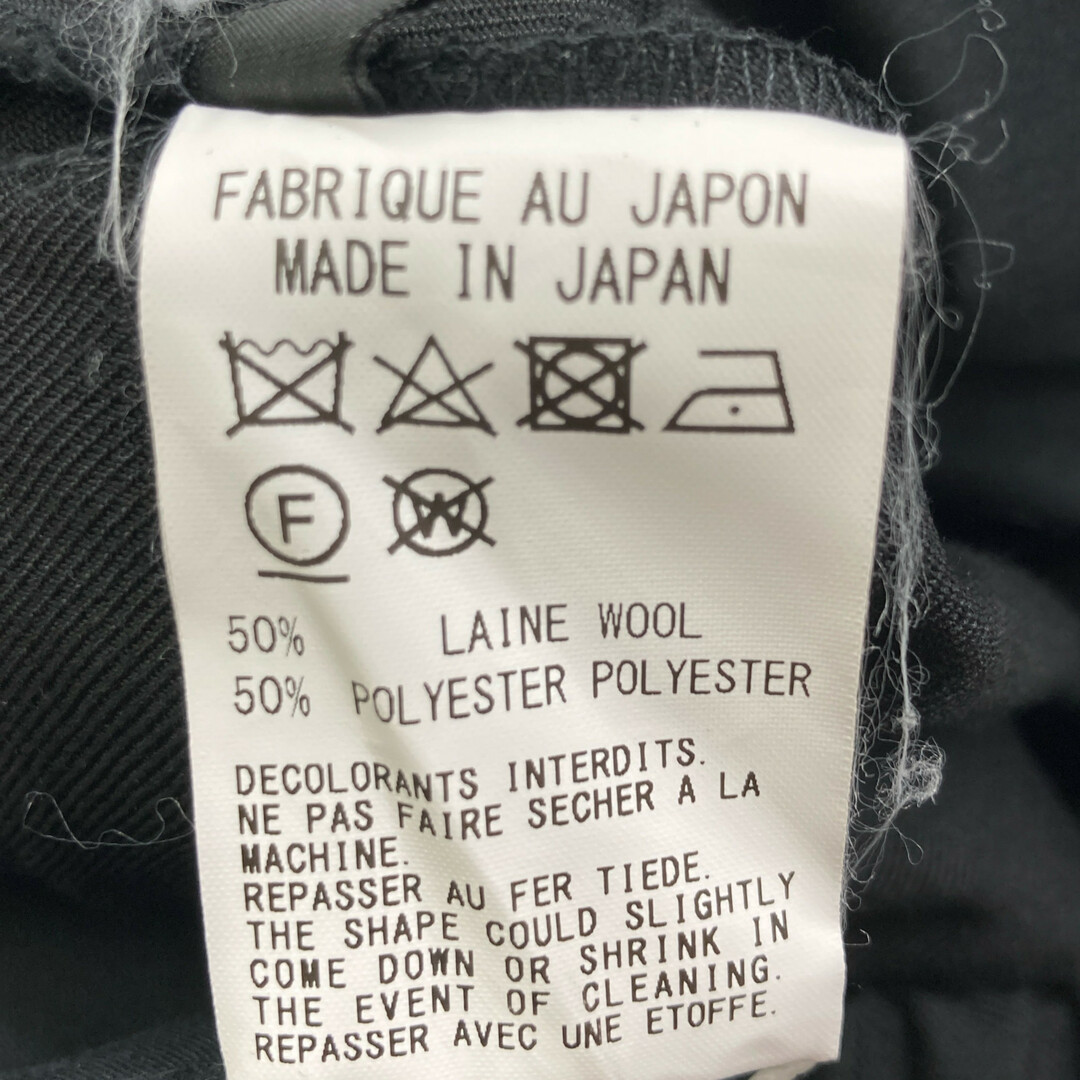 FABRIQUE AU JAPON
MADE IN JAPAN
F W
50% LAINE WOOL
50% POLYESTER POLYESTER
DECOLORANTS INTERDITS.
NE PAS FAIRE SECHER A LA
MACHINE.
REPASSER AU FER TIEDE.
THE SHAPE COULD SLIGHTLY
COME DOWN OR SHRINK IN
THE EVENT OF CLEANING.
REPASSER AVEC UNE ETOFFE.